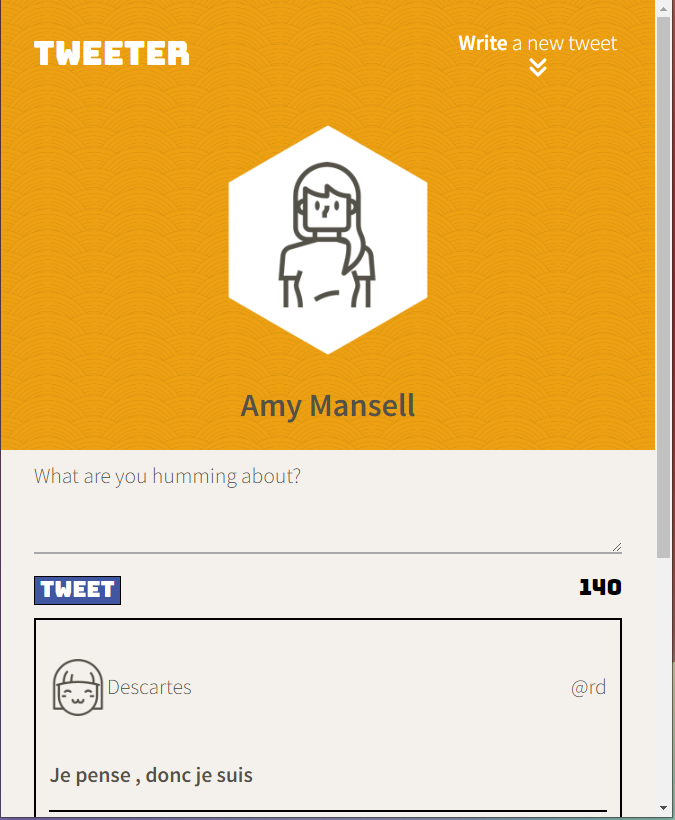 TWEETER
Write a new tweet
Amy Mansell
What are you humming about?
TWEET
140
Descartes
@rd
Je pense , donc je suis